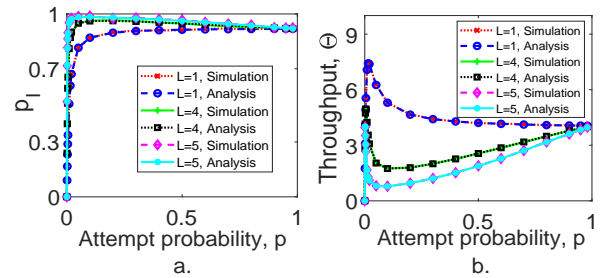 1
0.7
0.3
0
p_I
L=1, Simulation
L=1, Analysis
L=4, Simulation
L=4, Analysis
L=5, Simulation
L=5, Analysis
0 0.5 1
Attempt probability, p
a.
9
6
3
0
Throughput, Θ
L=1, Simulation
L=1, Analysis
L=4, Simulation
L=4, Analysis
L=5, Simulation
L=5, Analysis
0 0.5 1
Attempt probability, p
b.